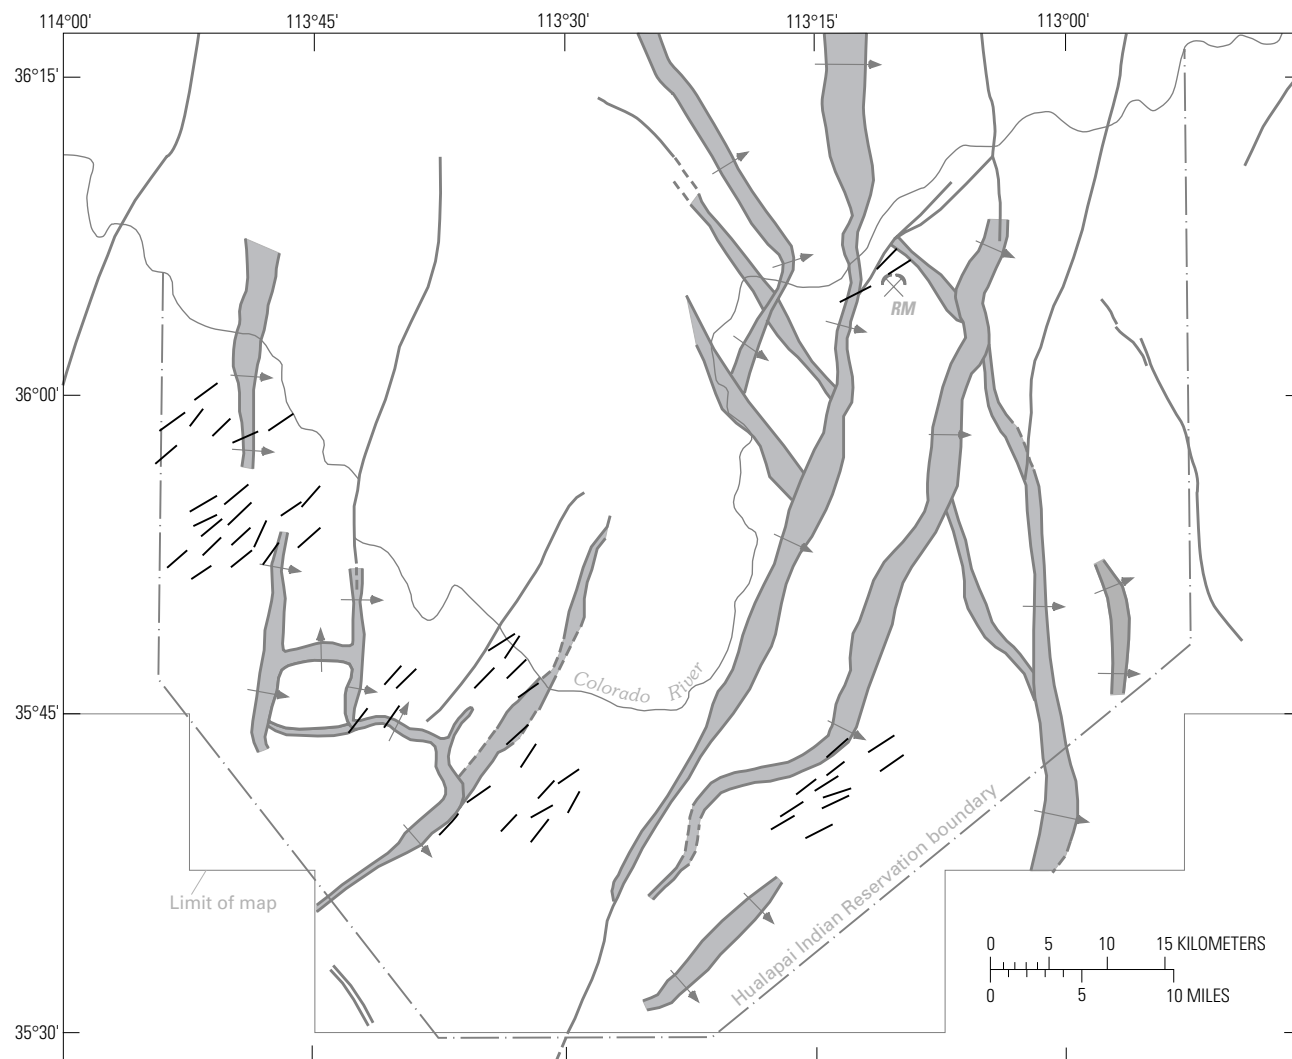 114°00'
113°45'
113°30'
113°15'
113°00'
36°15'
RM
36°00'
Colorado River
35°45'
Limit of map
Hualapai Indian Reservation boundary
0 5 10 15 KILOMETERS
0 5 10 MILES
35°30'